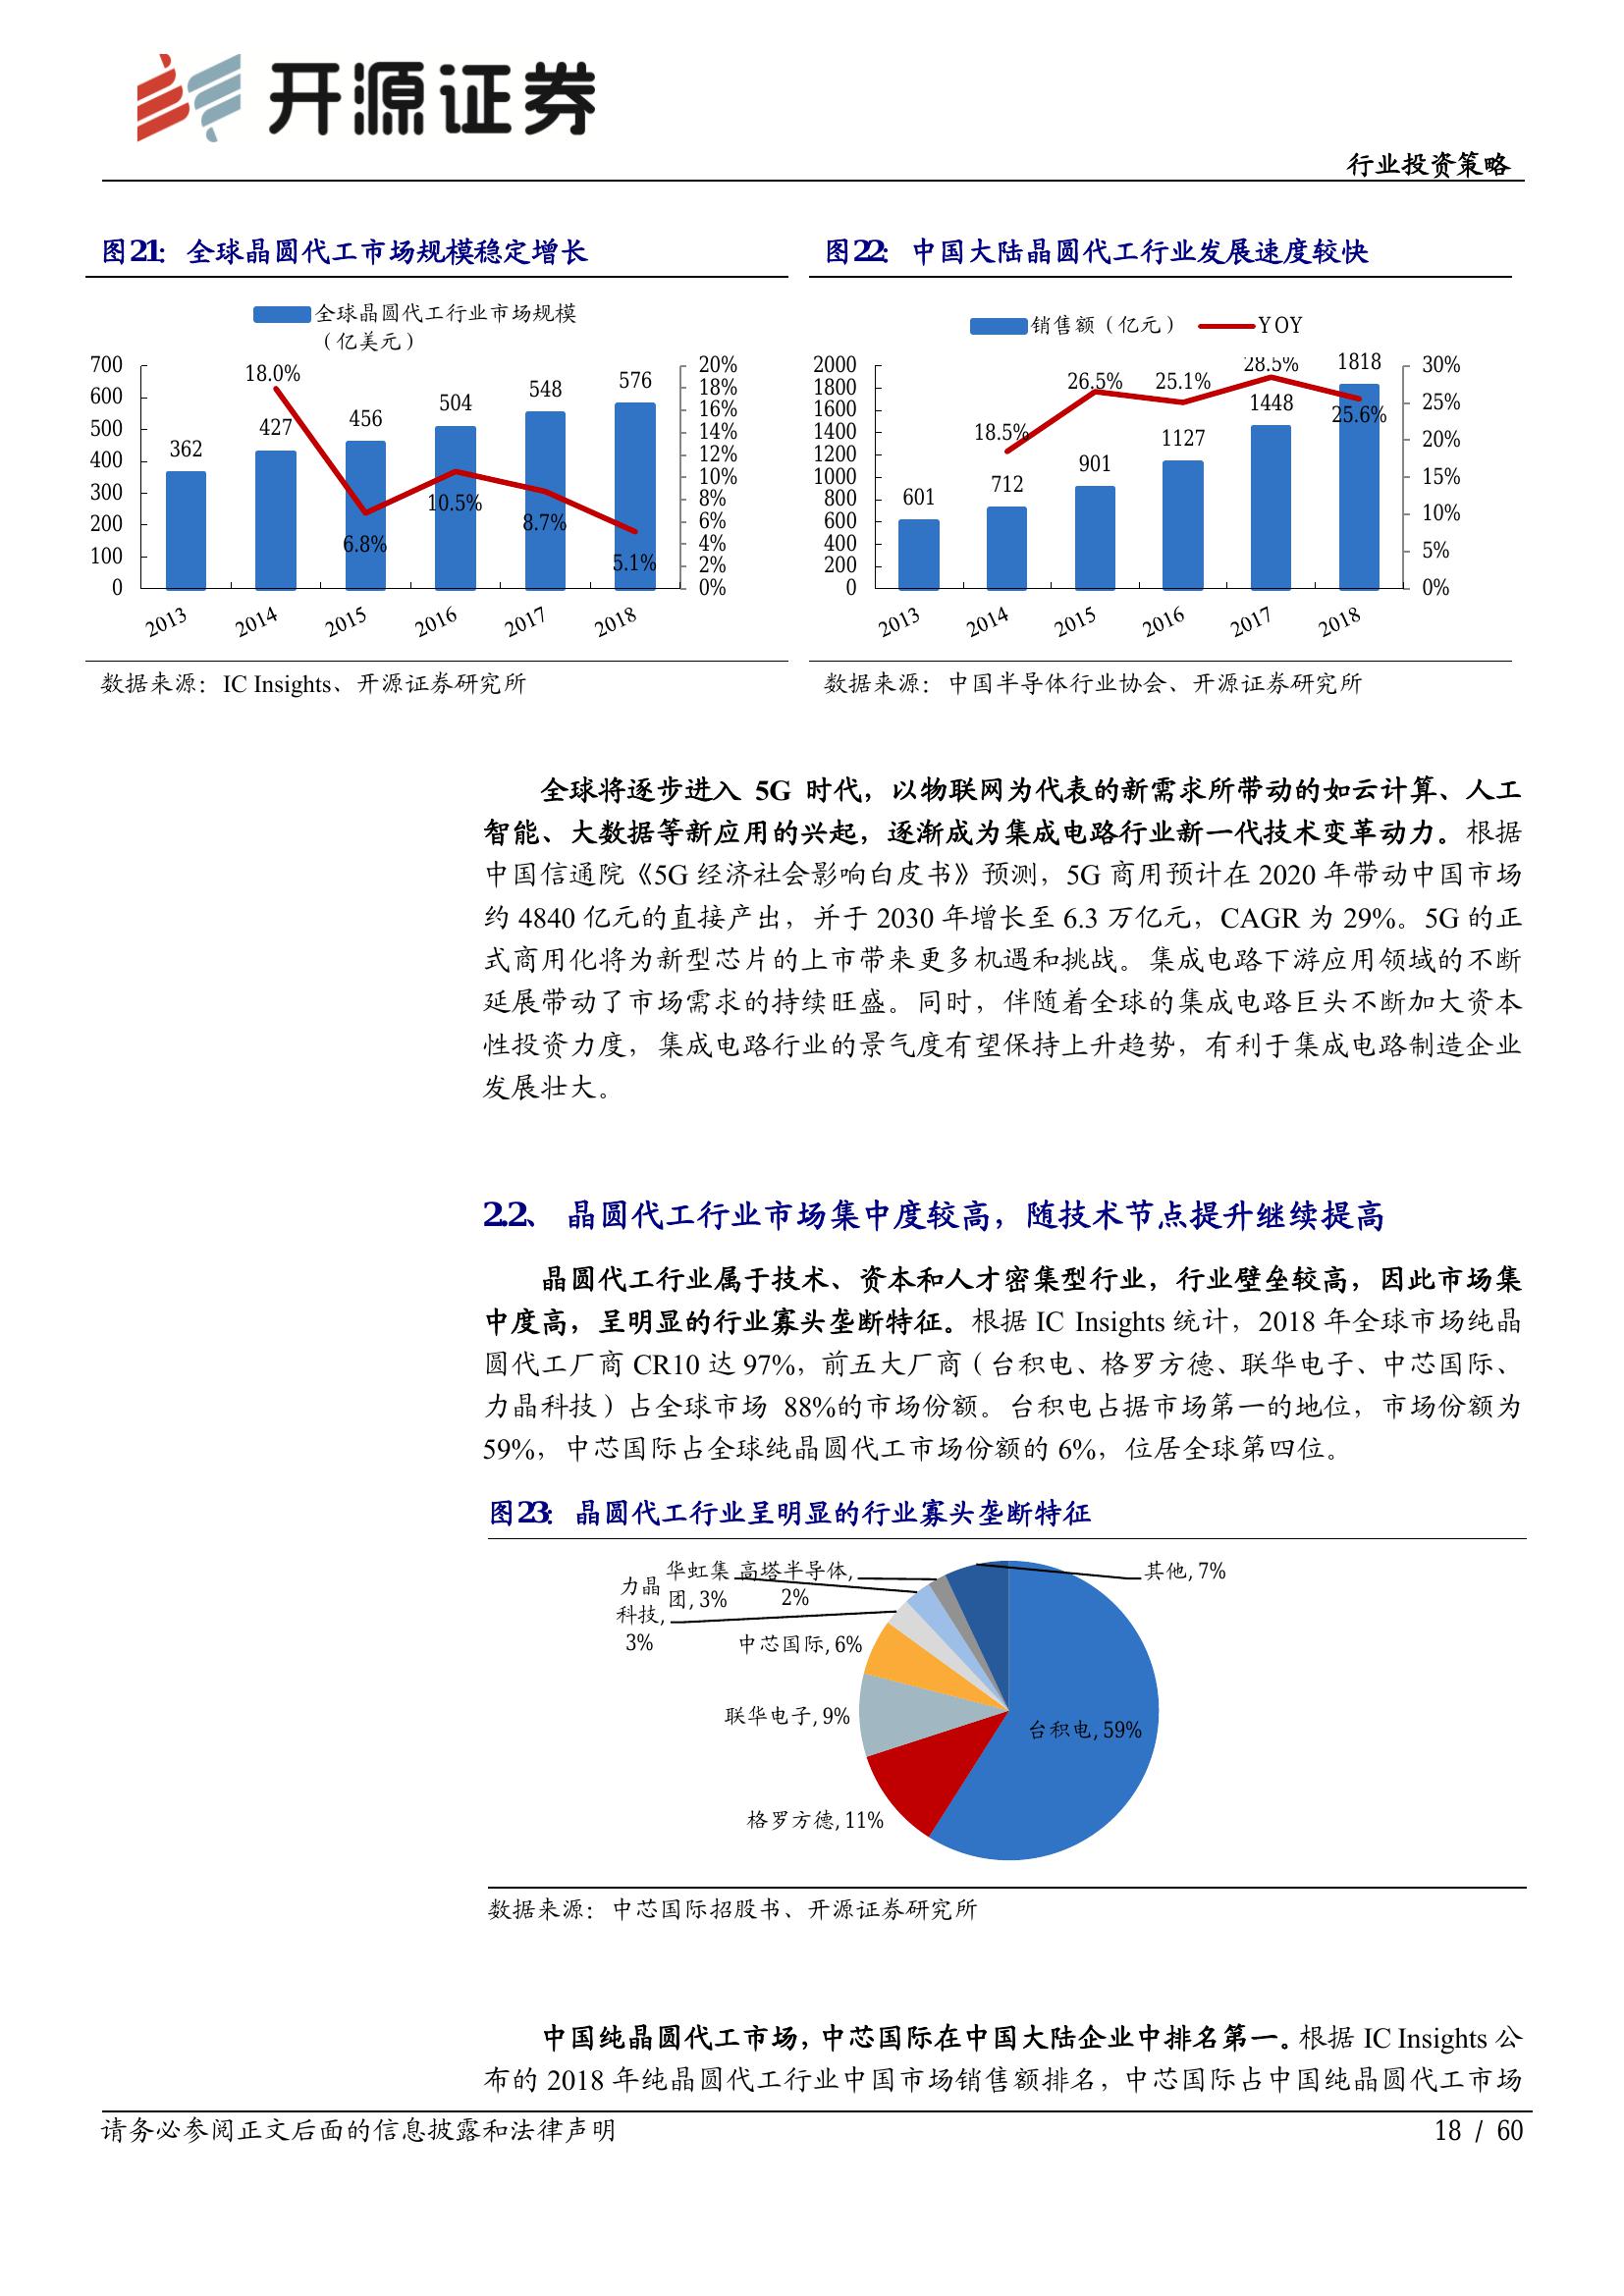 开源证券
行业投资策略
图21：全球晶圆代工市场规模稳定增长
全球晶圆代工行业市场规模
（亿美元）
700
600
500
400
300
200
100
0
362
427
456
504
548
576
18.0%
6.8%
10.5%
8.7%
5.1%
20%
18%
16%
14%
12%
10%
8%
6%
4%
2%
0%
2013
2014
2015
2016
2017
2018
数据来源：IC Insights、开源证券研究所
图22：中国大陆晶圆代工行业发展速度较快
销售额（亿元）
YOY
2000
1800
1600
1400
1200
1000
800
600
400
200
0
601
712
901
1127
1448
1818
18.5%
26.5%
25.1%
28.5%
25.6%
30%
25%
20%
15%
10%
5%
0%
2013
2014
2015
2016
2017
2018
数据来源：中国半导体行业协会、开源证券研究所
全球将逐步进入 5G 时代，以物联网为代表的新需求所带动的如云计算、人工
智能、大数据等新应用的兴起，逐渐成为集成电路行业新一代技术变革动力。根据
中国信通院《5G 经济社会影响白皮书》预测，5G 商用预计在 2020 年带动中国市场
约 4840 亿元的直接产出，并于 2030 年增长至 6.3 万亿元，CAGR 为 29%。5G 的正
式商用化将为新型芯片的上市带来更多机遇和挑战。集成电路下游应用领域的不断
延展带动了市场需求的持续旺盛。同时，伴随着全球的集成电路巨头不断加大资本
性投资力度，集成电路行业的景气度有望保持上升趋势，有利于集成电路制造企业
发展壮大。
2.2、 晶圆代工行业市场集中度较高，随技术节点提升继续提高
晶圆代工行业属于技术、资本和人才密集型行业，行业壁垒较高，因此市场集
中度高，呈明显的行业寡头垄断特征。根据 IC Insights 统计，2018 年全球市场纯晶
圆代工厂商 CR10 达 97%，前五大厂商（台积电、格罗方德、联华电子、中芯国际、
力晶科技）占全球市场 88%的市场份额。台积电占据市场第一的地位，市场份额为
59%，中芯国际占全球纯晶圆代工市场份额的 6%，位居全球第四位。
图23：晶圆代工行业呈明显的行业寡头垄断特征
力晶
科技,
3%
华虹集
团, 3%
高塔半导体,
2%
其他, 7%
中芯国际, 6%
联华电子, 9%
台积电, 59%
格罗方德, 11%
数据来源：中芯国际招股书、开源证券研究所
中国纯晶圆代工市场，中芯国际在中国大陆企业中排名第一。根据 IC Insights 公
布的 2018 年纯晶圆代工行业中国市场销售额排名，中芯国际占中国纯晶圆代工市场
请务必参阅正文后面的信息披露和法律声明
18 / 60